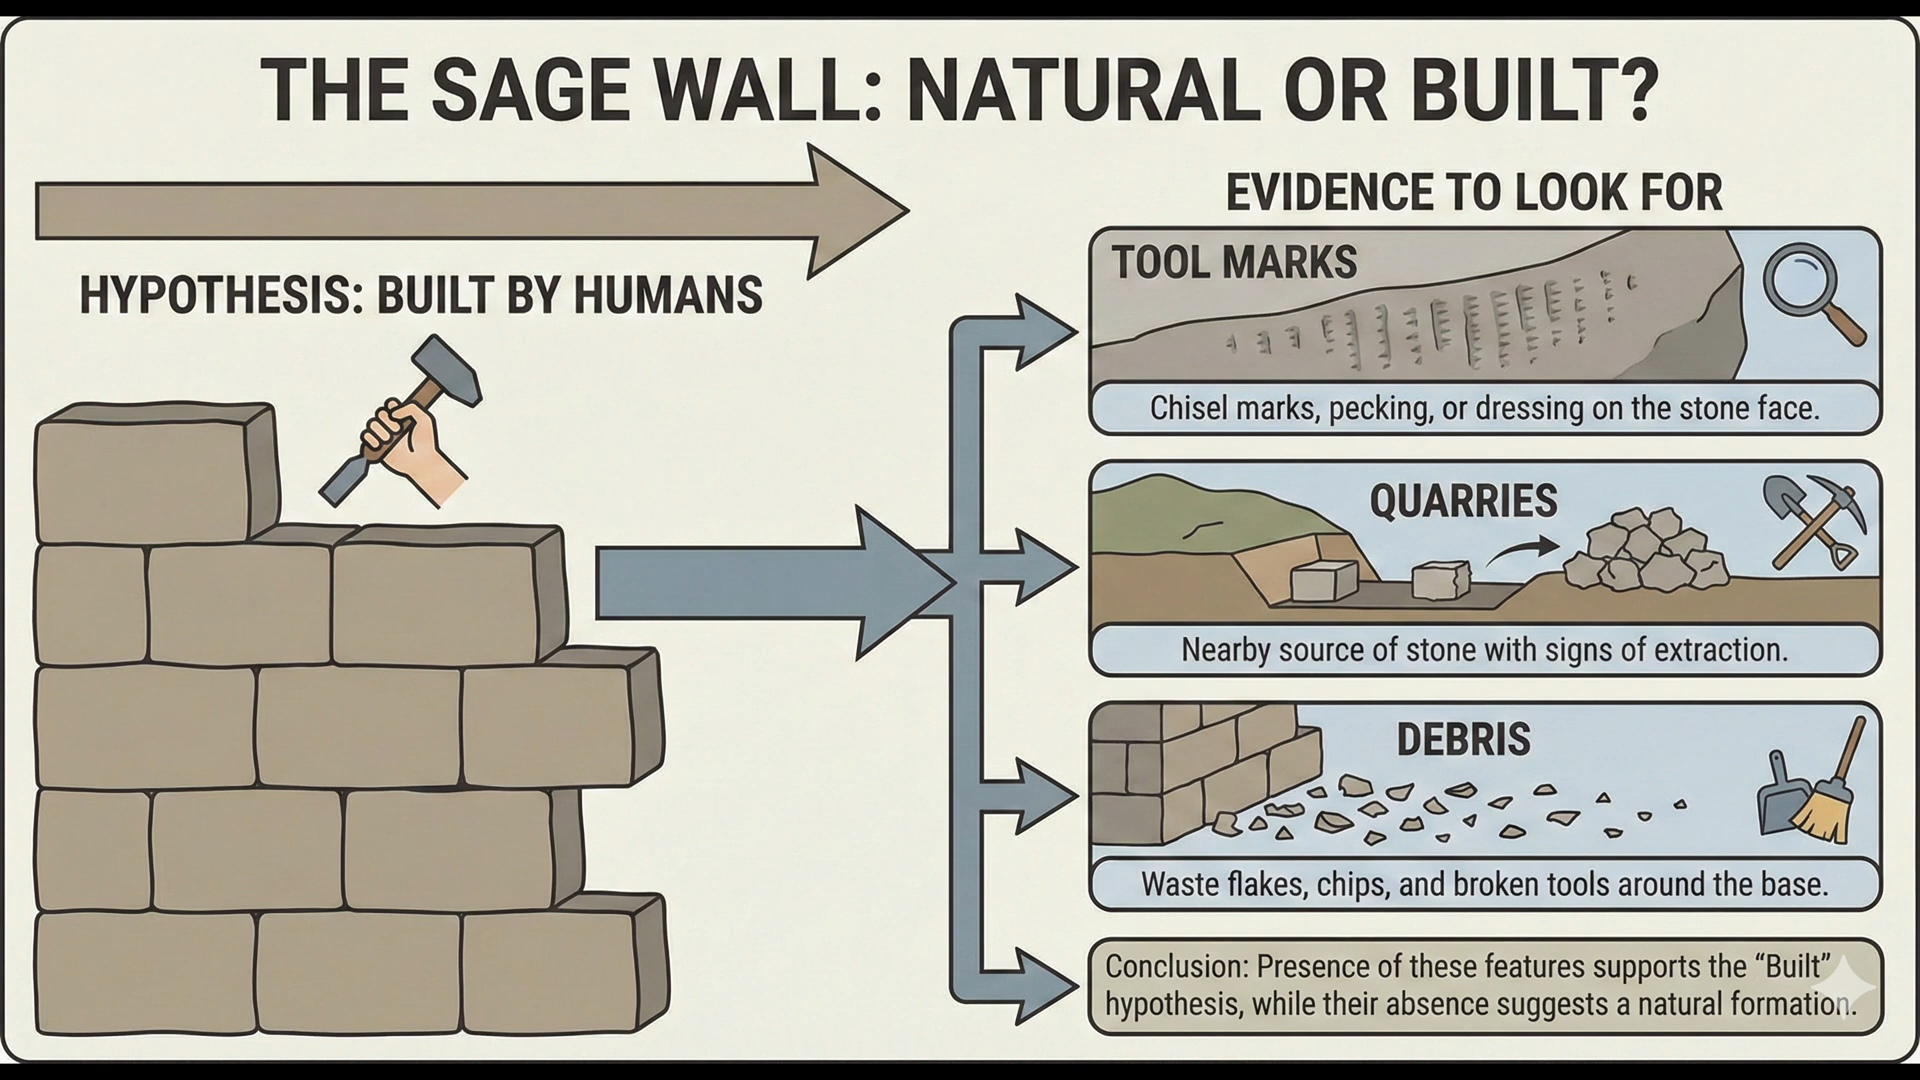 THE SAGE WALL: NATURAL OR BUILT?
HYPOTHESIS: BUILT BY HUMANS
EVIDENCE TO LOOK FOR
TOOL MARKS
Chisel marks, pecking, or dressing on the stone face.
QUARRIES
Nearby source of stone with signs of extraction.
DEBRIS
Waste flakes, chips, and broken tools around the base.
Conclusion: Presence of these features supports the “Built”
hypothesis, while their absence suggests a natural formation.